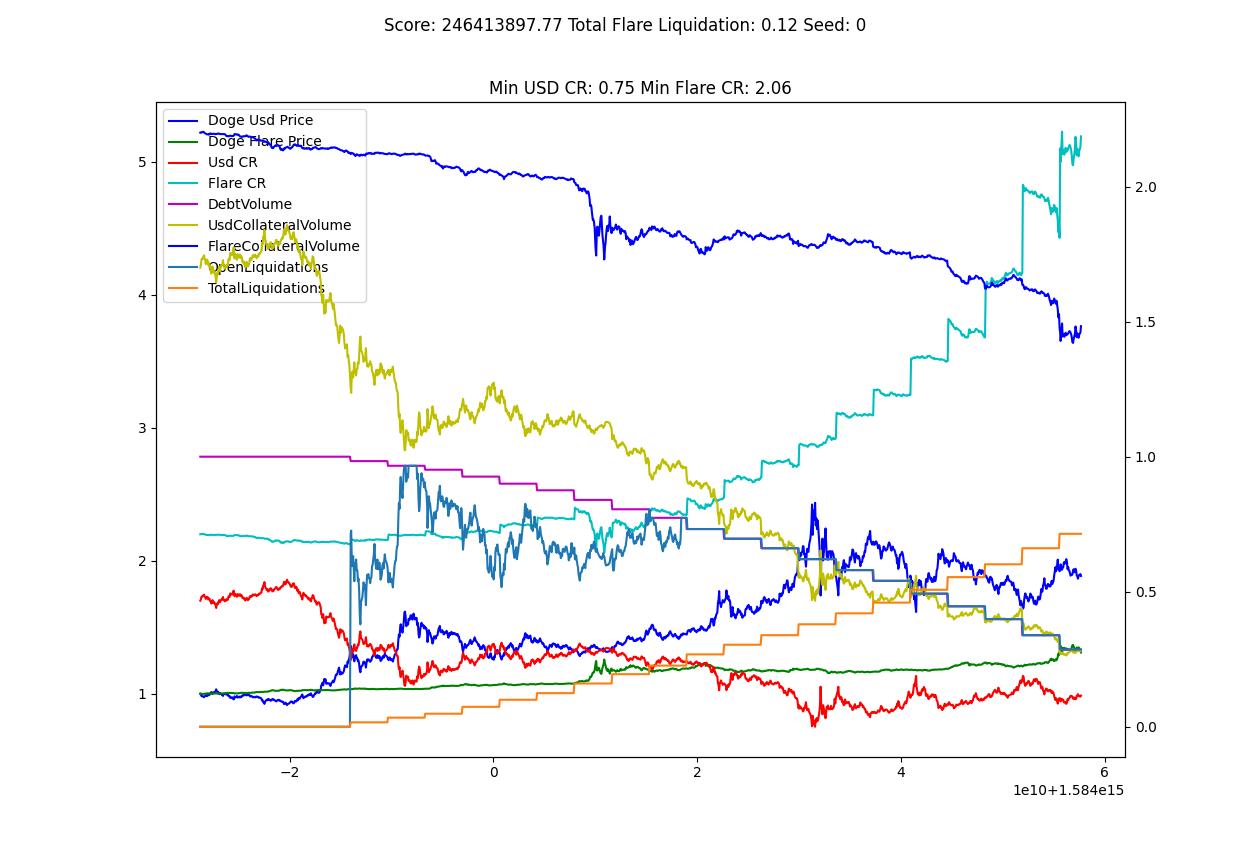 Score: 246413897.77 Total Flare Liquidation: 0.12 Seed: 0
Min USD CR: 0.75 Min Flare CR: 2.06
Doge Usd Price
Doge Flare Price
Usd CR
Flare CR
DebtVolume
UsdCollateralVolume
FlareCollateralVolume
OpenLiquidations
TotalLiquidations
5
4
3
2
1
2.0
1.5
1.0
0.5
0.0
−2
0
2
4
6
1e10+1.584e15